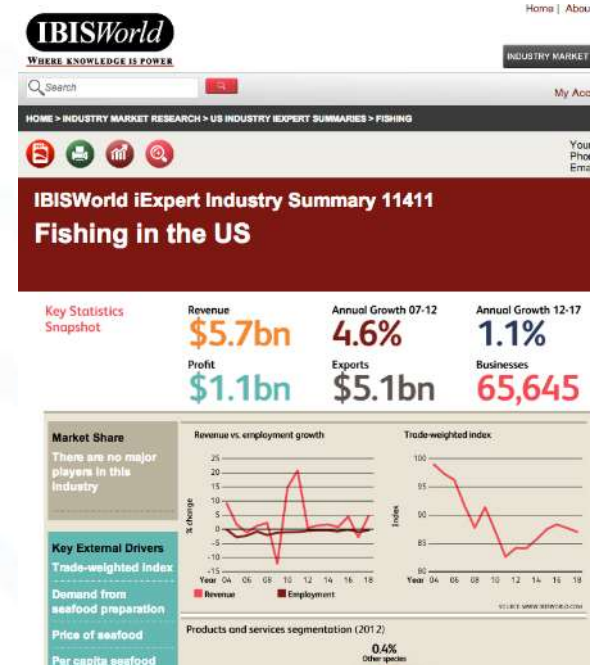 Home | Abou
IBISWorld
WHERE KNOWLEDGE IS POWER
INDUSTRY MARKET
Search
My Acc
HOME > INDUSTRY MARKET RESEARCH > US INDUSTRY IEXPERT SUMMARIES > FISHING
Your
Phon
Ema
IBISWorld iExpert Industry Summary 11411
Fishing in the US
Key Statistics
Snapshot
Revenue
$5.7bn
Annual Growth 07-12
4.6%
Annual Growth 12-17
1.1%
Profit
$1.1bn
Exports
$5.1bn
Businesses
65,645
Market Share
There are no major
players in this
industry
Key External Drivers
Trade-weighted index
Demand from
seafood preparation
Price of seafood
Per capita seafood
Revenue vs. employment growth
% change
25
20
15
10
5
0
-5
-10
-15
Year 04 06 08 10 12 14 16 18
Revenue Employment
Trade-weighted index
Index
100
95
90
85
80
Year 04 06 08 10 12 14 16 18
SOURCE: WWW.IBISWORLD.COM
Products and services segmentation (2012)
0.4%
Other species